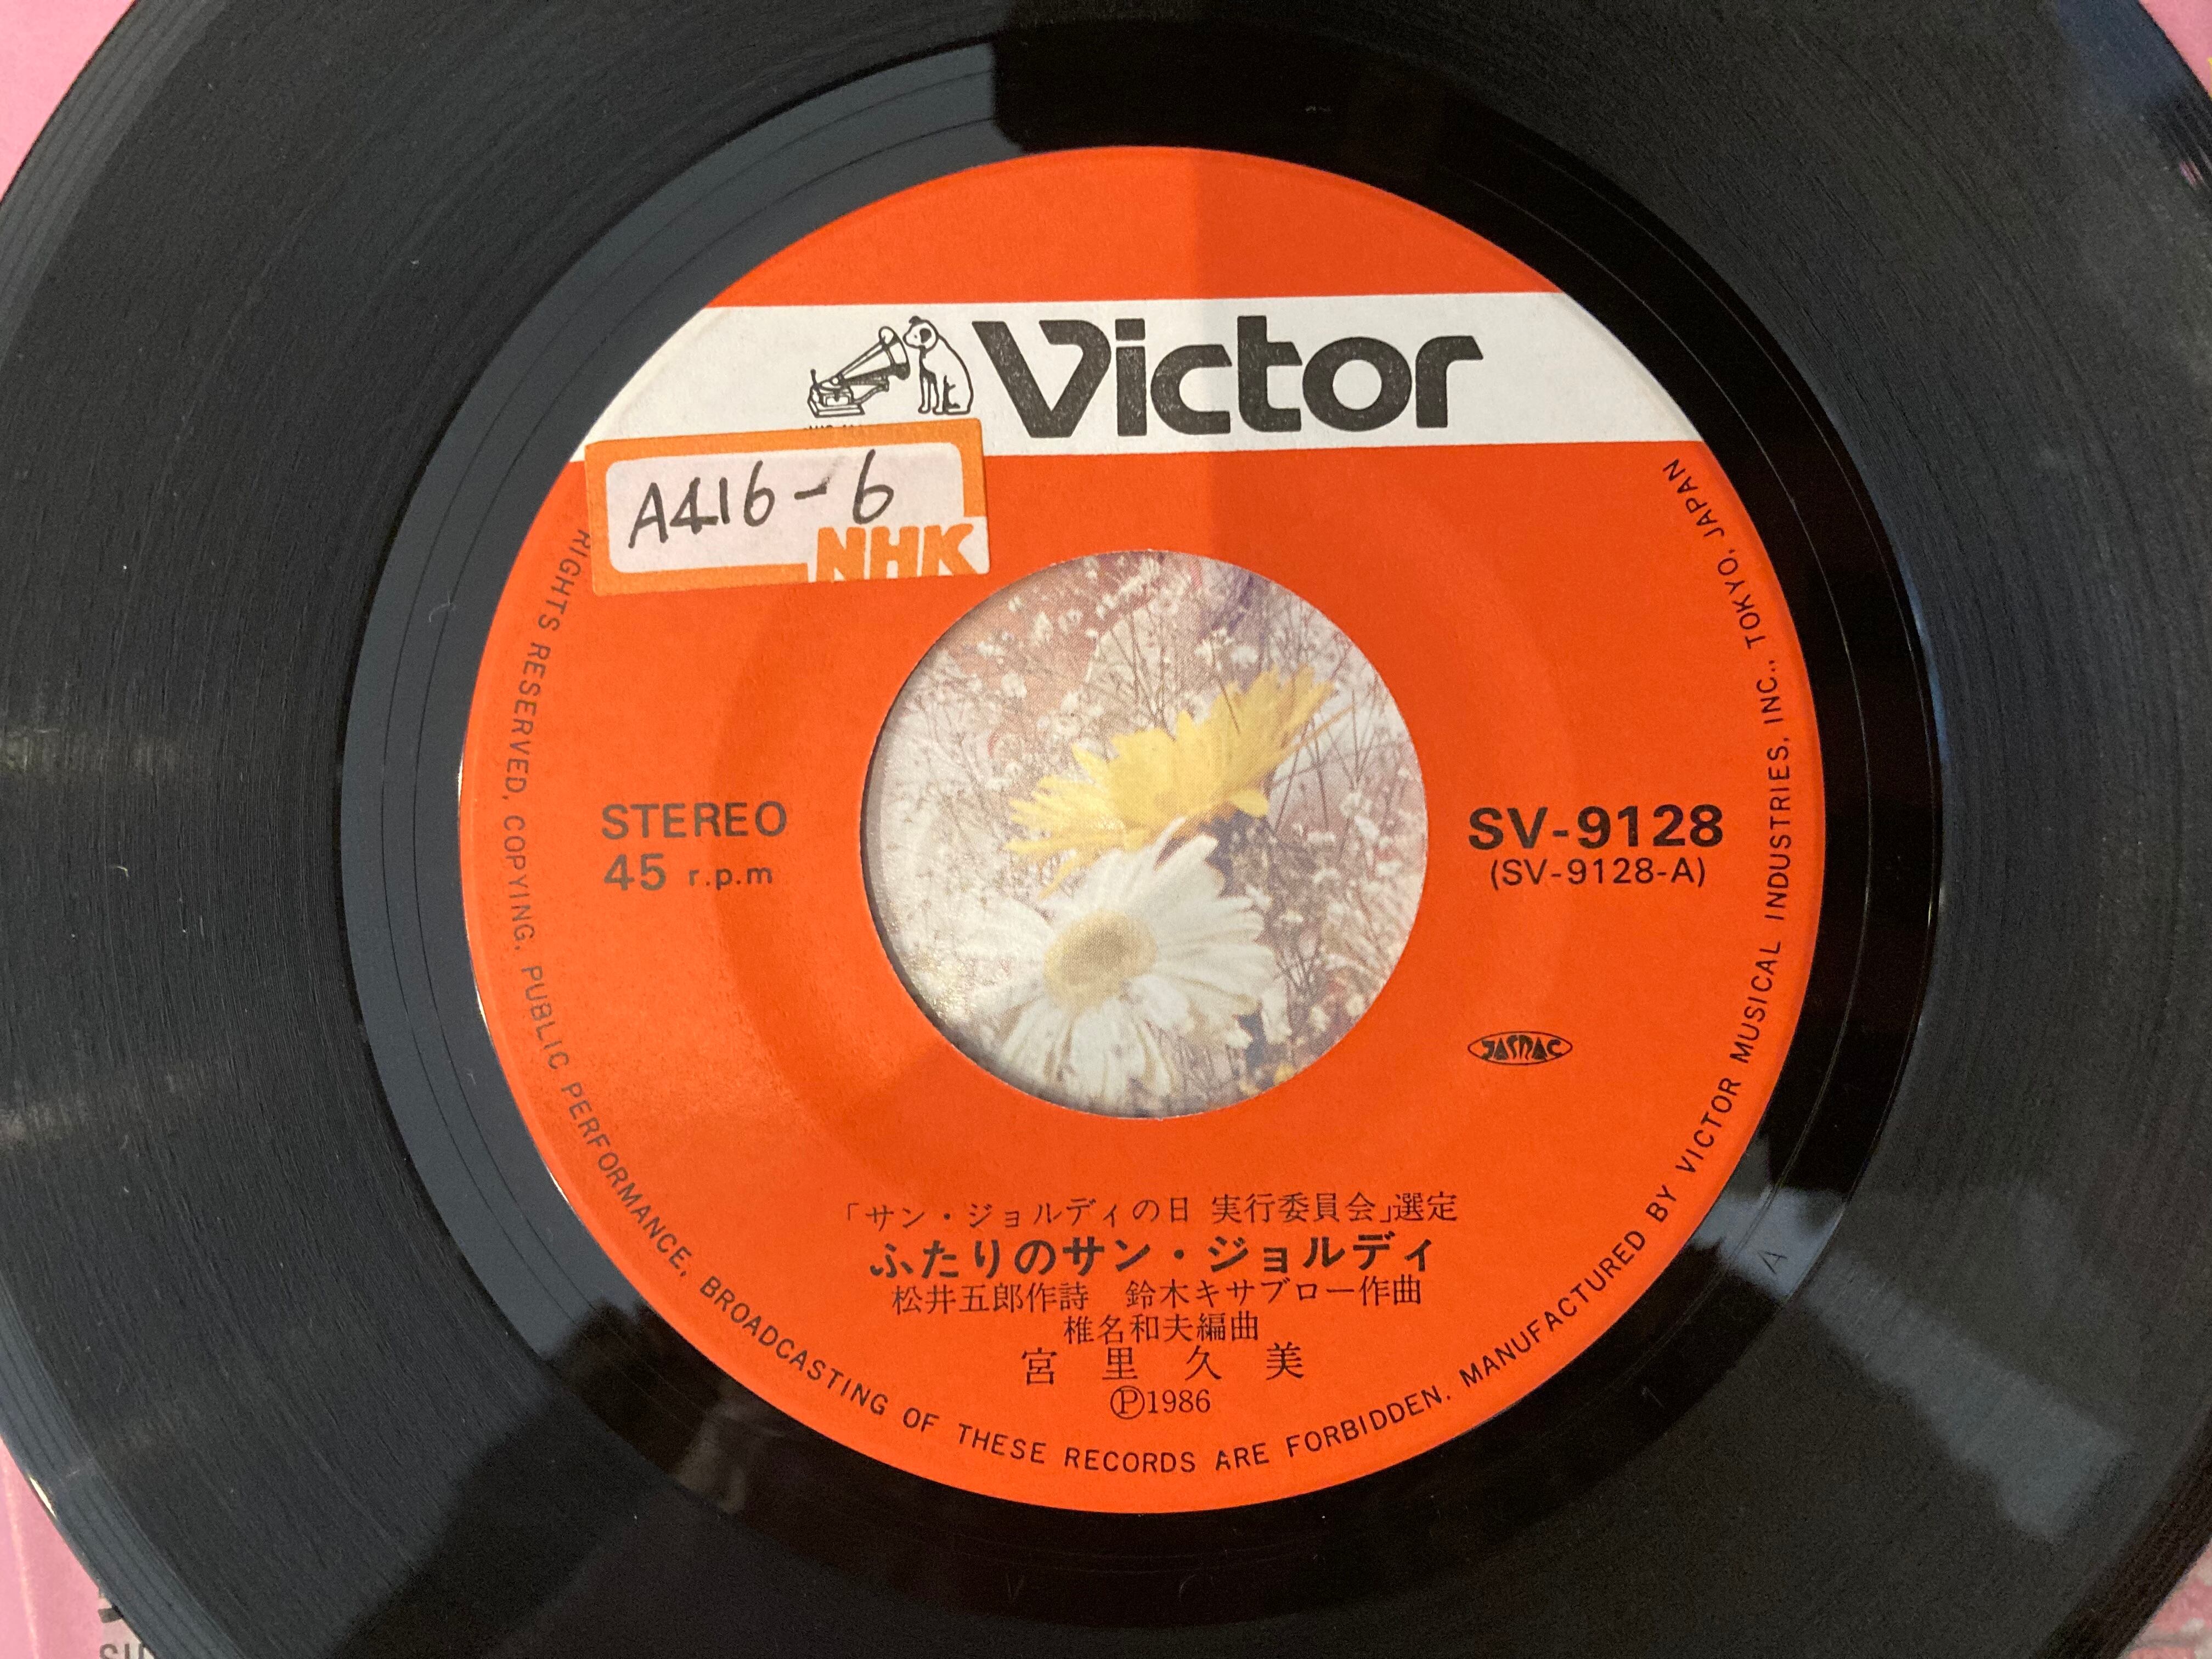 Victor
A416-6
NHK
STEREO
45 r.p.m
SV-9128
(SV-9128-A)
JASRAC
「サン・ジョルディの日 実行委員会」選定
ふたりのサン・ジョルディ
松井五郎作詩 鈴木キサブロー作曲
椎名和夫編曲
宮里久美
Ⓟ1986
RIGHTS RESERVED. COPYING. PUBLIC PERFORMANCE, BROADCASTING OF THESE RECORDS ARE FORBIDDEN. MANUFACTURED BY VICTOR MUSICAL INDUSTRIES, INC., TOKYO, JAPAN
A